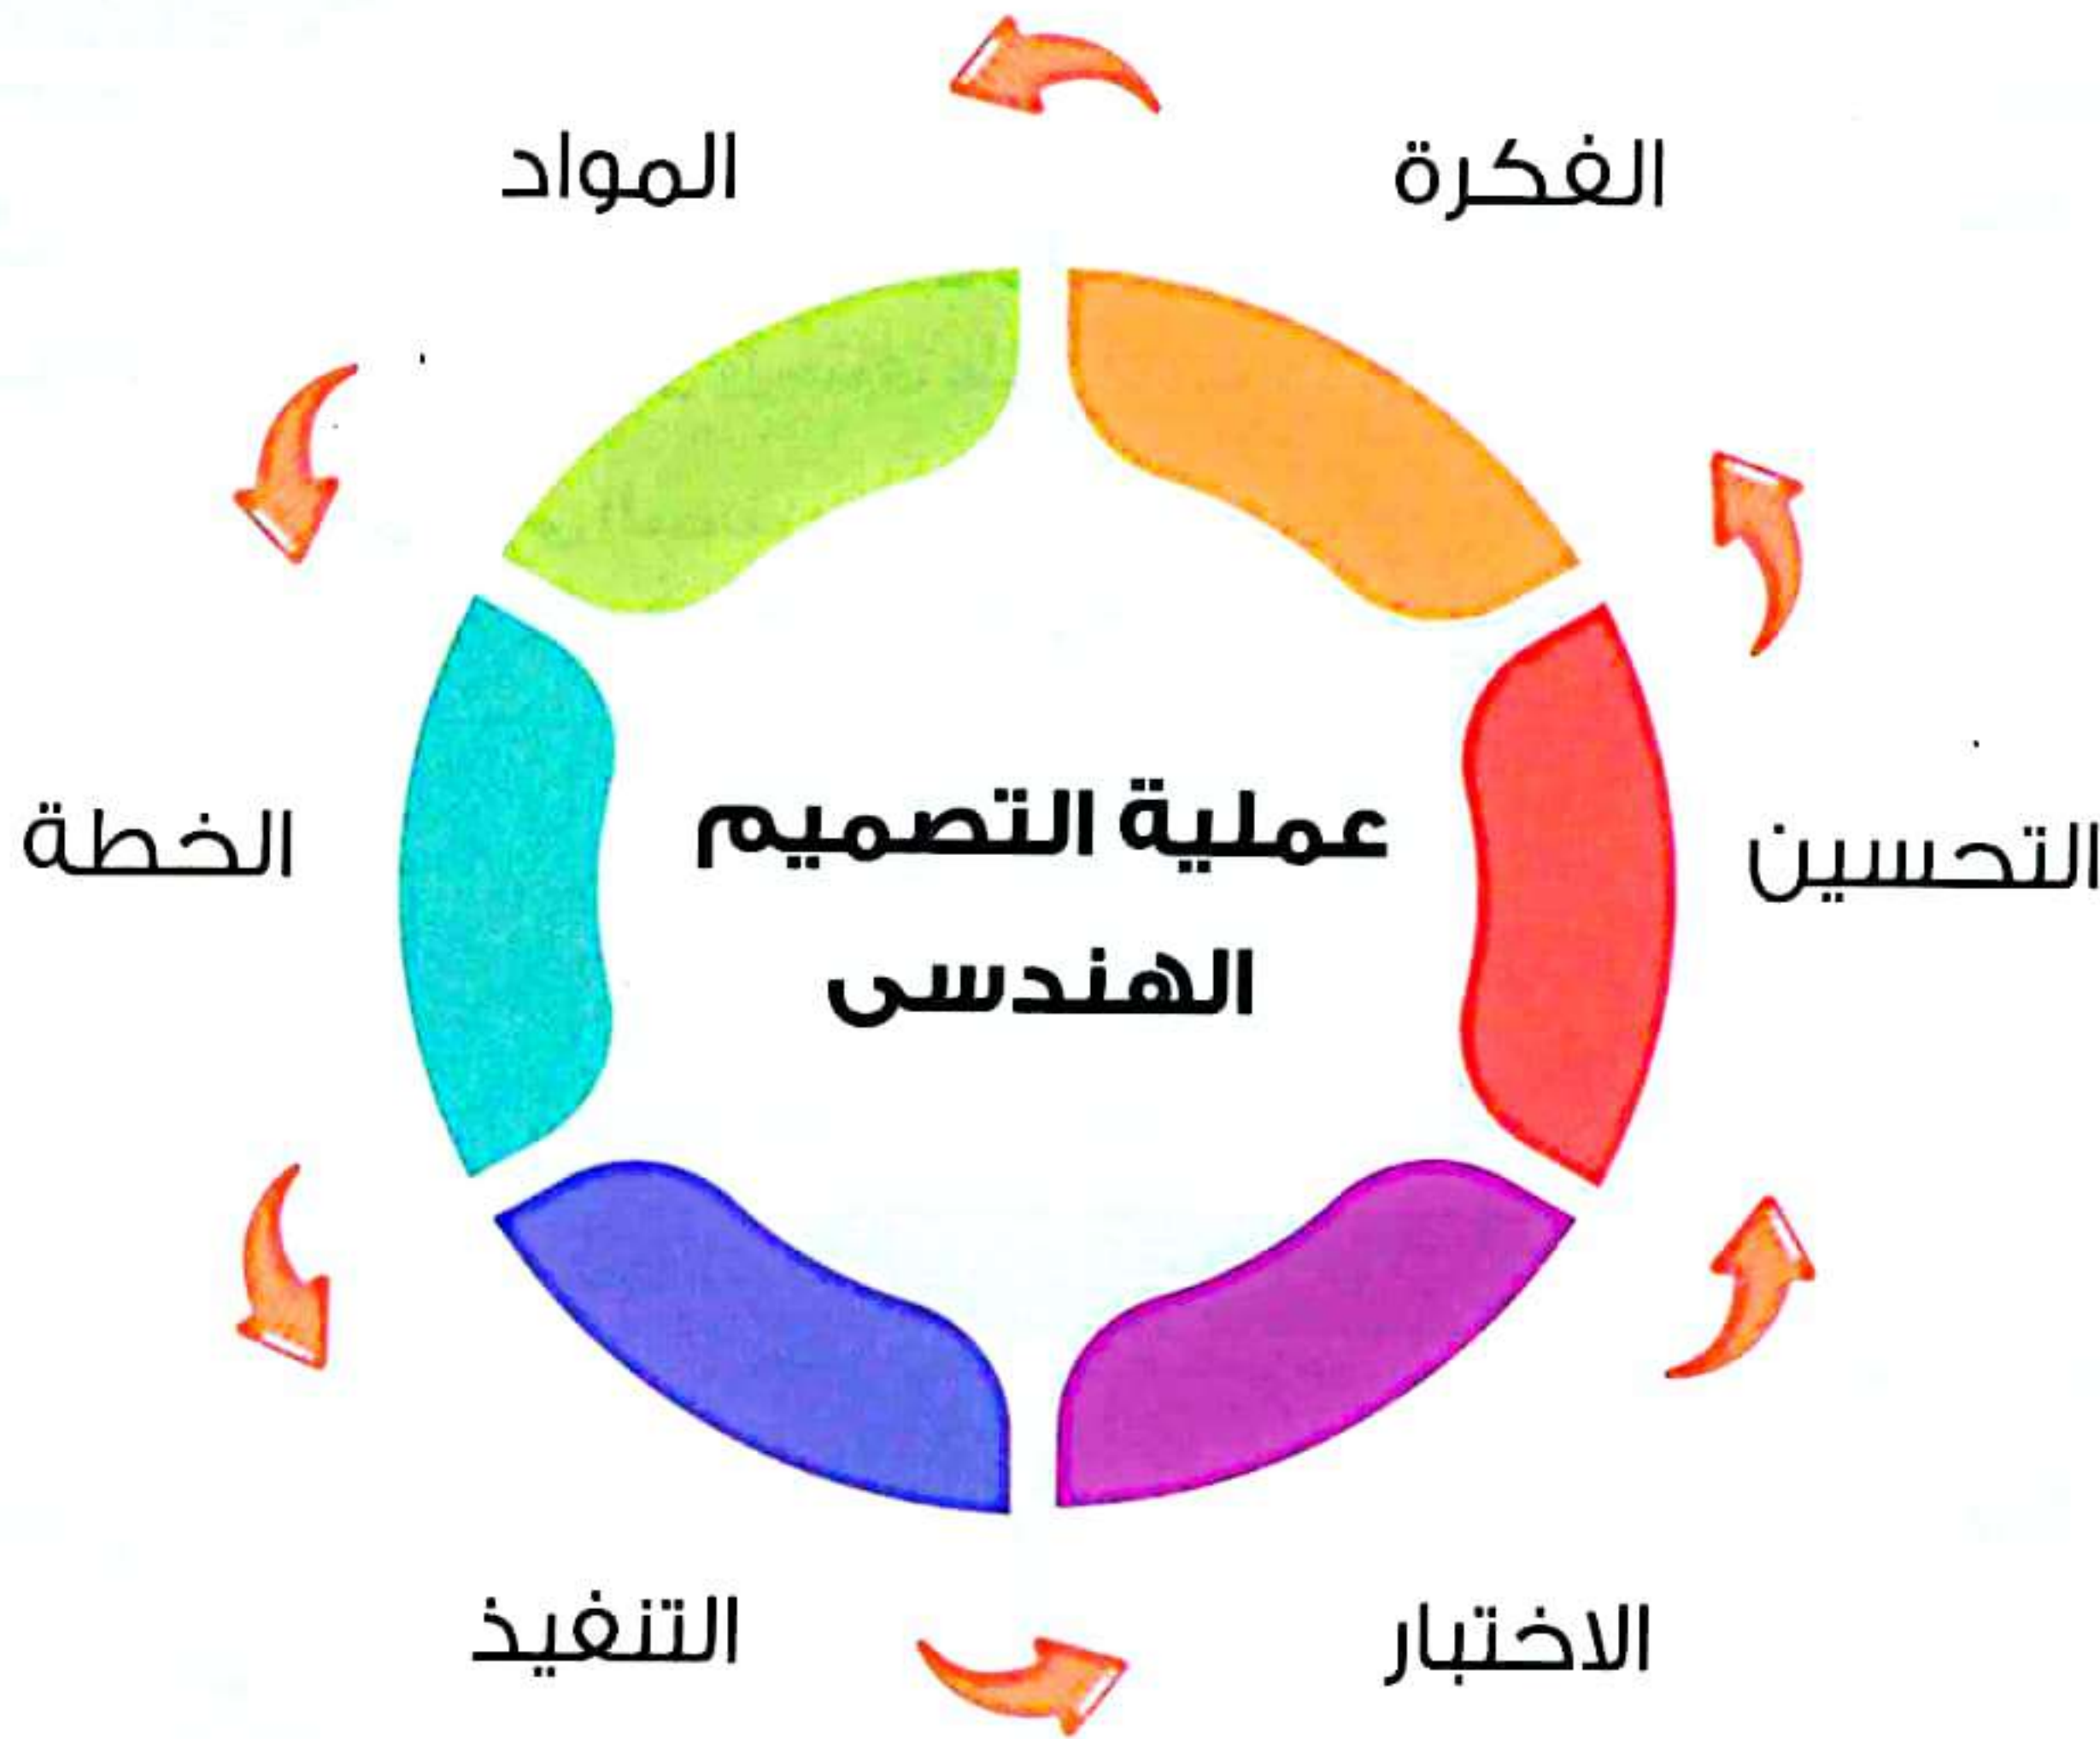 الفكرة
المواد
الخطة
التنفيذ
الاختبار
التحسين
عملية التصميم
الهندسى